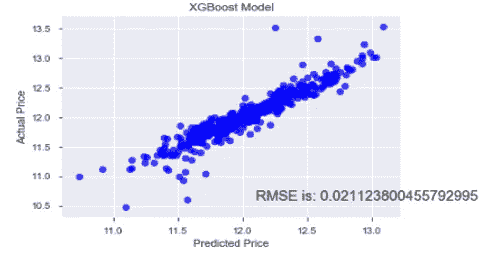 XGBoost Model
13.5
13.0
12.5
12.0
11.5
11.0
10.5
Actual Price
RMSE is: 0.021123800455792995
11.0 11.5 12.0 12.5 13.0
Predicted Price